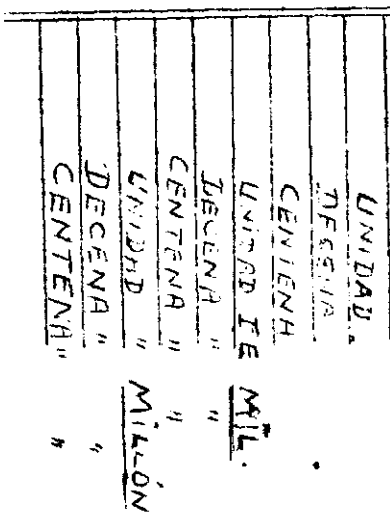 UNIDAD.
DECENA
CENTENA
UNIDAD DE MIL.
DECENA " "
CENTENA " "
UNIDAD " MILLÓN
DECENA " "
CENTENA " "